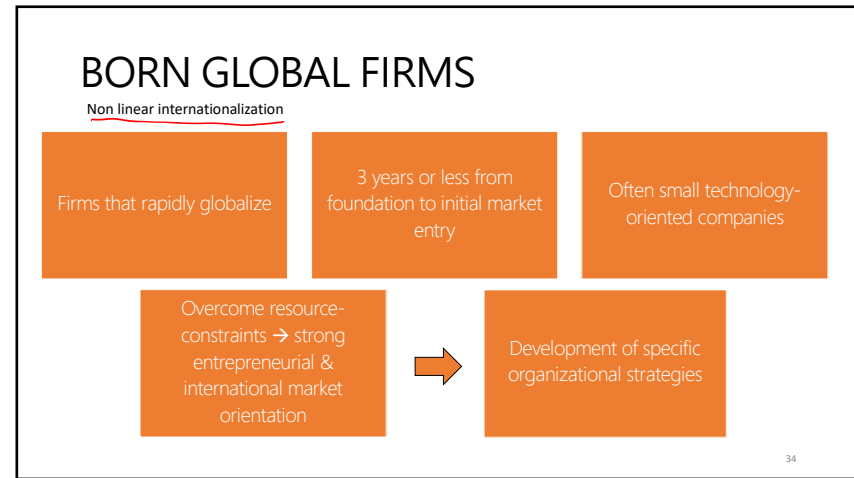 BORN GLOBAL FIRMS
Non linear internationalization
Firms that rapidly globalize
3 years or less from
foundation to initial market
entry
Often small technology-
oriented companies
Overcome resource-
constraints → strong
entrepreneurial &
international market
orientation
Development of specific
organizational strategies
34